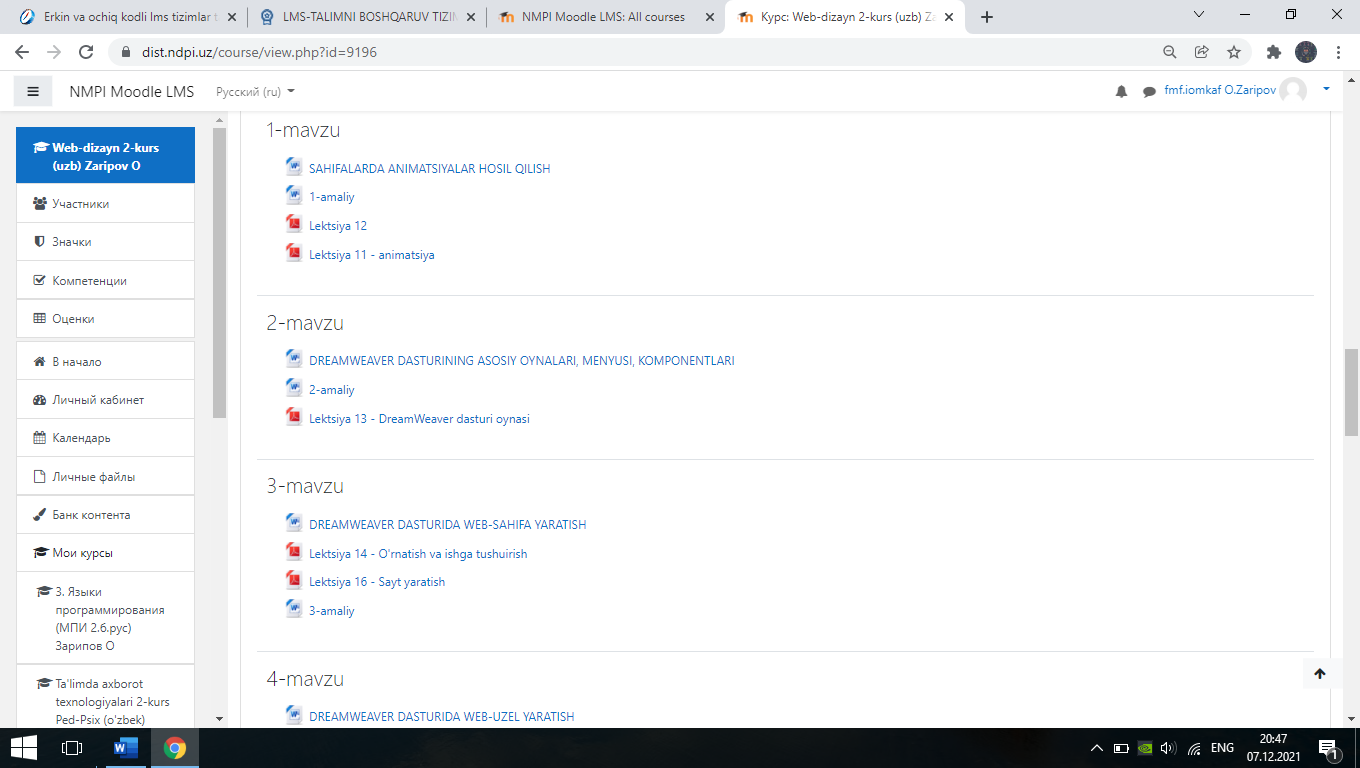 Erkin va ochiq kodli lms tizimlar t
LMS-TALIMNI BOSHQARUV TIZIM
NMPI Moodle LMS: All courses
Курс: Web-dizayn 2-kurs (uzb) Za
dist.ndpi.uz/course/view.php?id=9196
NMPI Moodle LMS
Русский (ru)
fmf.iomkaf O.Zaripov
Web-dizayn 2-kurs
(uzb) Zaripov O
Участники
Значки
Компетенции
Оценки
В начало
Личный кабинет
Календарь
Личные файлы
Банк контента
Мои курсы
3. Языки
программирования
(МПИ 2.6.рус)
Зарипов О
Ta'limda axborot
texnologiyalari 2-kurs
Ped-Psix (o'zbek)
1-mavzu
SAHIFALARDA ANIMATSIYALAR HOSIL QILISH
1-amaliy
Lektsiya 12
Lektsiya 11 - animatsiya
2-mavzu
DREAMWEAVER DASTURINING ASOSIY OYNALARI, MENYUSI, KOMPONENTLARI
2-amaliy
Lektsiya 13 - DreamWeaver dasturi oynasi
3-mavzu
DREAMWEAVER DASTURIDA WEB-SAHIFA YARATISH
Lektsiya 14 - O'rnatish va ishga tushuirish
Lektsiya 16 - Sayt yaratish
3-amaliy
4-mavzu
DREAMWEAVER DASTURIDA WEB-UZEL YARATISH
ENG
20:47
07.12.2021
1